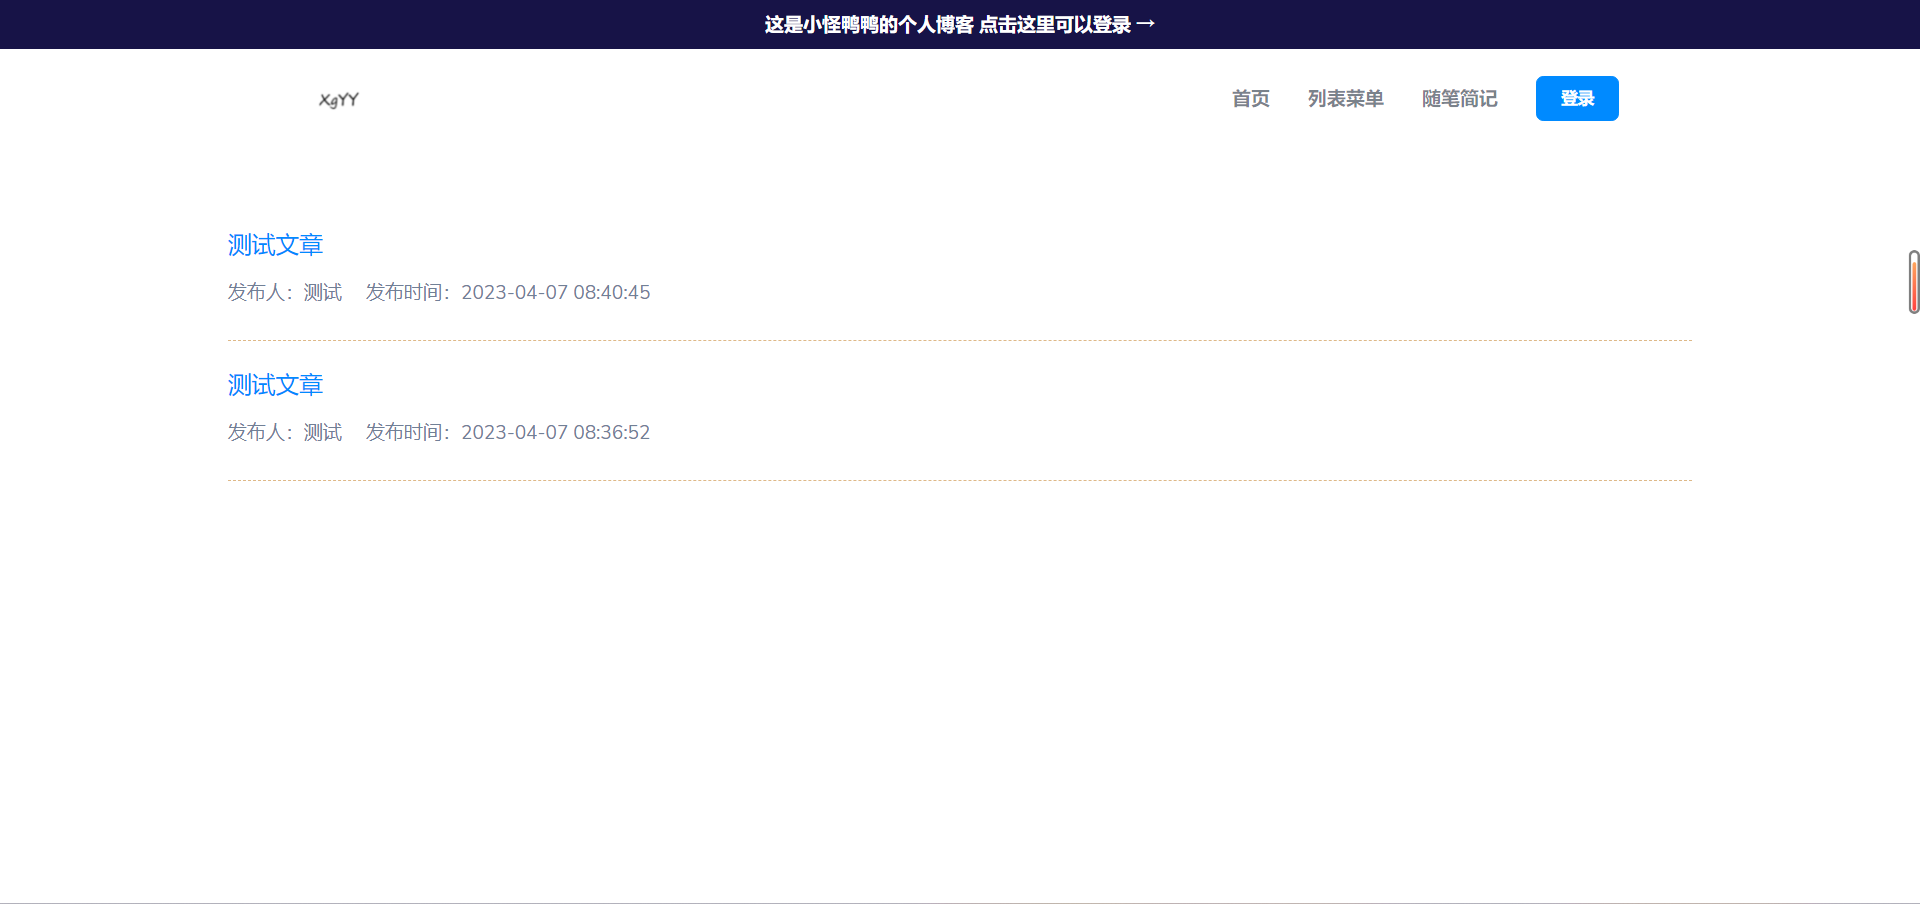 这是小怪鸭鸭的个人博客 点击这里可以登录 →
XgYY
首页 列表菜单 随笔简记 登录
测试文章
发布人：测试 发布时间：2023-04-07 08:40:45
测试文章
发布人：测试 发布时间：2023-04-07 08:36:52